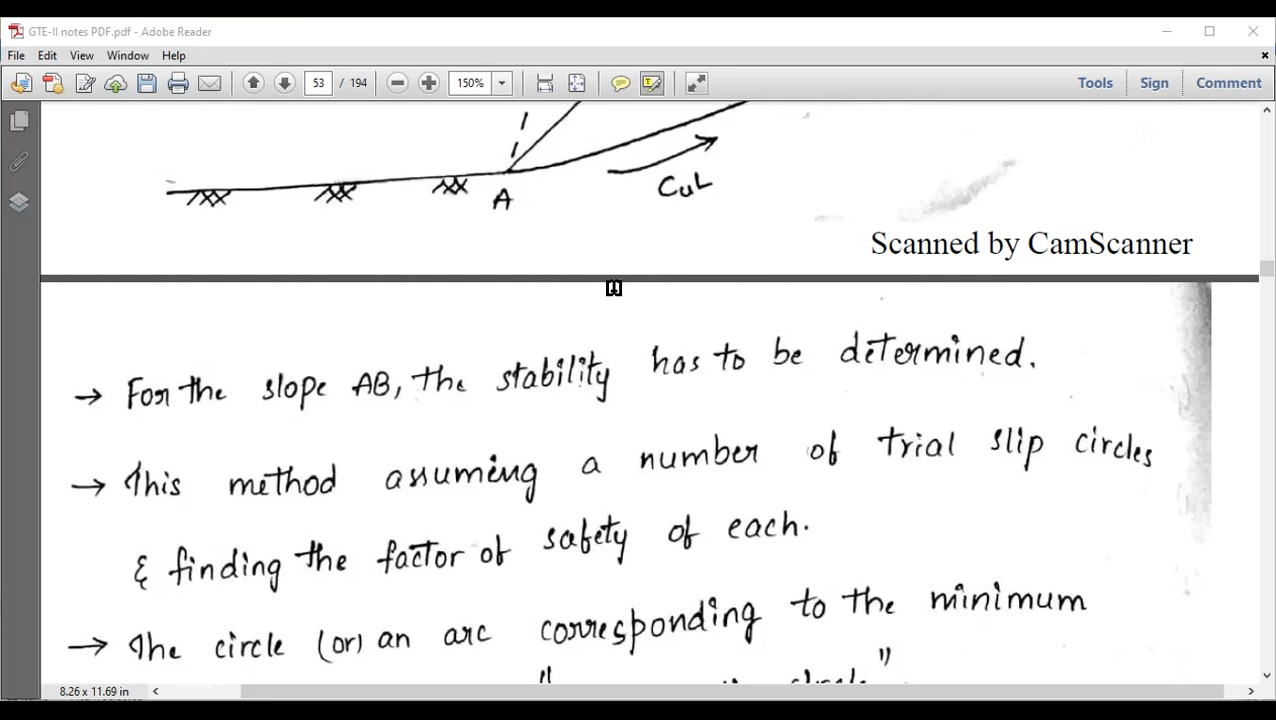 GTE-II notes PDF.pdf - Adobe Reader
File Edit View Window Help
53 / 194 150% Tools Sign Comment
A CuL
Scanned by CamScanner
→ For the slope AB, the stability has to be determined.
→ This method assuming a number of trial slip circles
& finding the factor of safety of each.
→ The circle (or) an arc corresponding to the minimum
8.26 x 11.69 in